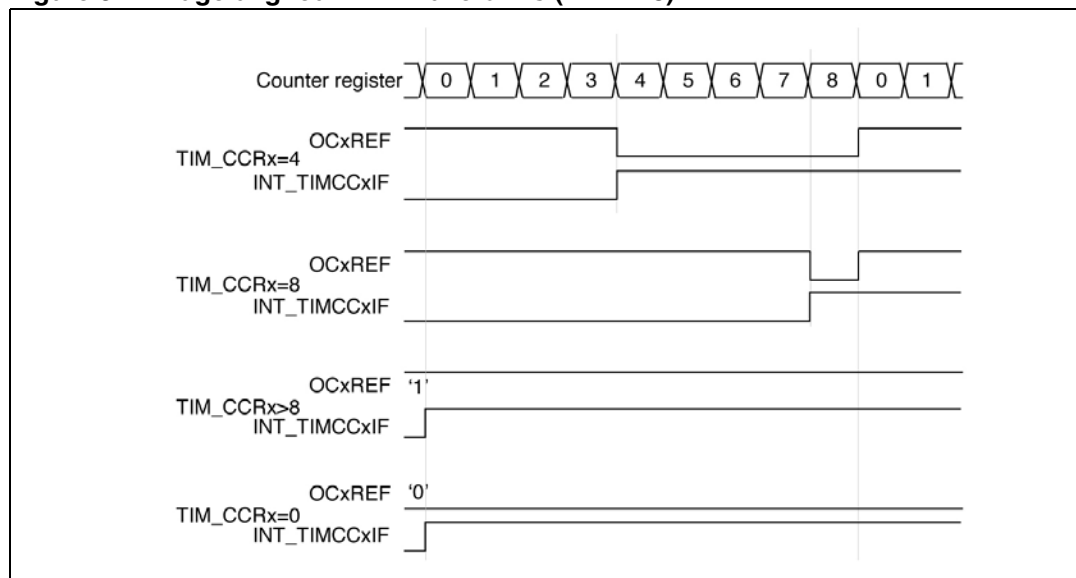 Counter register 0 1 2 3 4 5 6 7 8 0 1
OCxREF
TIM_CCRx=4
INT_TIMCCxIF
OCxREF
TIM_CCRx=8
INT_TIMCCxIF
OCxREF '1'
TIM_CCRx>8
INT_TIMCCxIF
OCxREF '0'
TIM_CCRx=0
INT_TIMCCxIF